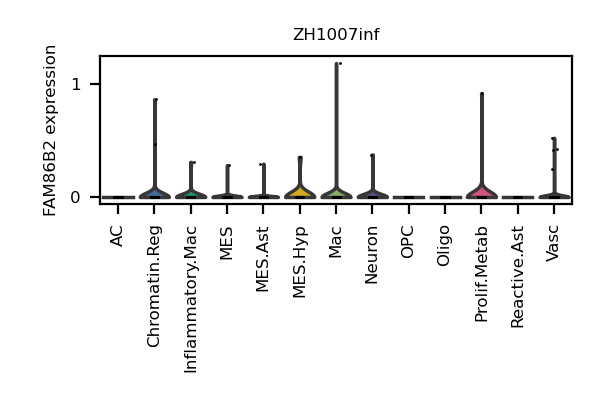 ZH1007inf
FAM86B2 expression
1
0
AC
Chromatin.Reg
Inflammatory.Mac
MES
MES.Ast
MES.Hyp
Mac
Neuron
OPC
Oligo
Prolif.Metab
Reactive.Ast
Vasc